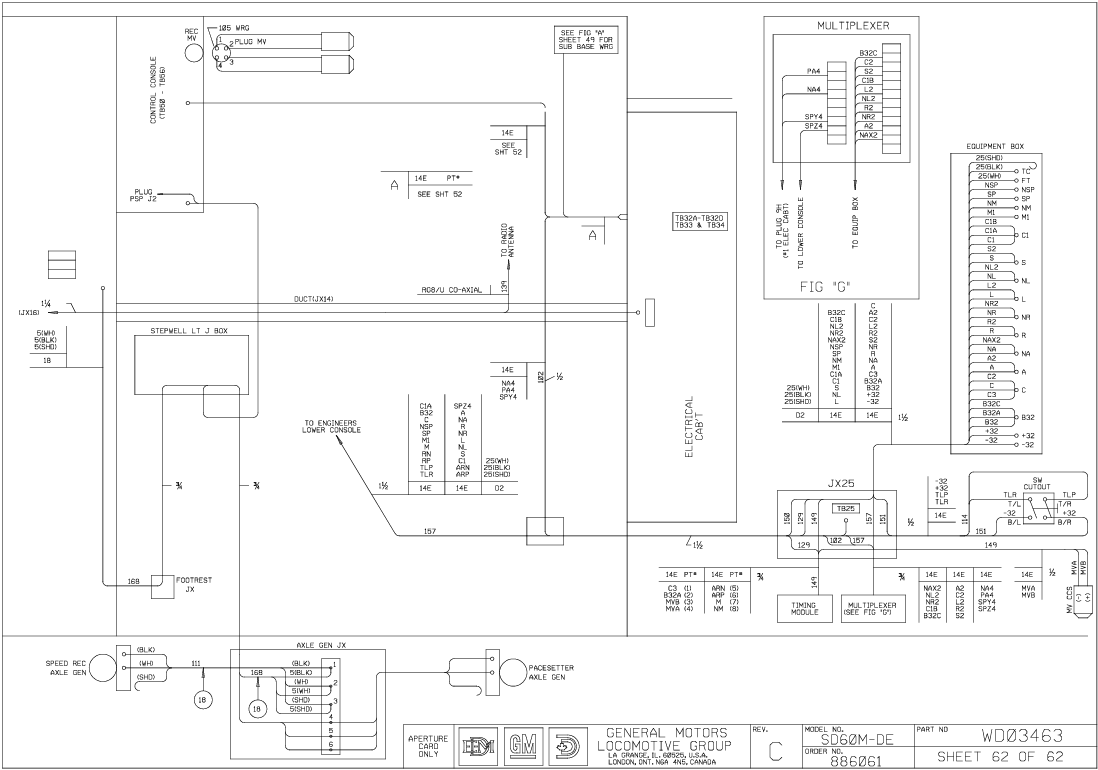 105 WRG
REC
MV
1
2
PLUG MV
4
3
CONTROL CONSOLE
(TB50 - TB56)
PLUG
PSP J2
SEE FIG "A"
SHEET 49 FOR
SUB BASE WRG
14E
SEE
SHT 52
A
14E PT*
SEE SHT 52
A
TO RADIO
ANTENNA
RG8/U CO-AXIAL
139
DUCT(JX14)
1¼
(JX16)
5(WH)
5(BLK)
5(SHD)
18
STEPWELL LT J BOX
14E
NA4
PA4
SPY4
102
½
TB32A-TB32D
TB33 & TB34
ELECTRICAL
CAB'T
MULTIPLEXER
PA4
NA4
SPY4
SPZ4
B32C
C2
S2
C1B
L2
NL2
R2
NR2
A2
NAX2
TO PLUG 9H
(#1 ELEC CABT)
TO LOWER CONSOLE
TO EQUIP BOX
FIG "G"
EQUIPMENT BOX
25(SHD)
25(BLK)
TC
25(WH)
FT
NSP
NSP
SP
SP
NM
NM
M1
M1
C1B
C1A
C1
C1
S2
S
S
NL2
NL
NL
L2
L
L
NR2
NR
NR
R2
R
R
NAX2
NA
NA
A2
A
A
C2
C
C
C3
B32C
B32A
B32
B32
+32
+32
-32
-32
C
B32C A2
C1B C2
NL2 L2
NR2 R2
NAX2 S2
NSP NR
SP R
NM NA
M1 A
C1A C3
C1 B32A
25(WH) S B32
25(BLK) NL +32
25(SHD) L -32
D2 14E 14E
1½
TO ENGINEERS
LOWER CONSOLE
C1A SPZ4
B32 A
C NA
NSP R
SP NR
M1 L
M NL
RN S
RP C1 25(WH)
TLP ARN 25(BLK)
TLR ARP 25(SHD)
14E 14E D2
1½
¾
¾
157
1½
168
FOOTREST
JX
JX25
TB25
150
129
149
157
151
102
157
129
149
½
-32
+32
TLP
TLR
14E
114
151
149
SW
CUTOUT
TLR
TLP
T/L
T/R
-32
+32
B/L
B/R
14E PT* 14E PT*
C3 (1) ARN (5)
B32A (2) ARP (6)
MVB (3) M (7)
MVA (4) NM (8)
¾
TIMING
MODULE
MULTIPLEXER
(SEE FIG "G")
¾
14E 14E 14E
NAX2 A2 NA4
NL2 C2 PA4
NR2 L2 SPY4
C1B R2 SPZ4
B32C S2
14E
MVA
MVB
½
MVA
MVB
MV CCS
(-)
(+)
SPEED REC
AXLE GEN
(BLK)
(WH)
(SHD)
111
18
AXLE GEN JX
168
18
(BLK)
1
5(BLK)
(WH)
2
5(WH)
(SHD)
3
5(SHD)
4
5
6
PACESETTER
AXLE GEN
APERTURE
CARD
ONLY
EMD
GM
D
GENERAL MOTORS
LOCOMOTIVE GROUP
LA GRANGE, IL. 60525, U.S.A.
LONDON, ONT. N6A 4N5, CANADA
REV.
C
MODEL NO.
SD60M-DE
ORDER NO.
886061
PART NO
WD03463
SHEET 62 OF 62